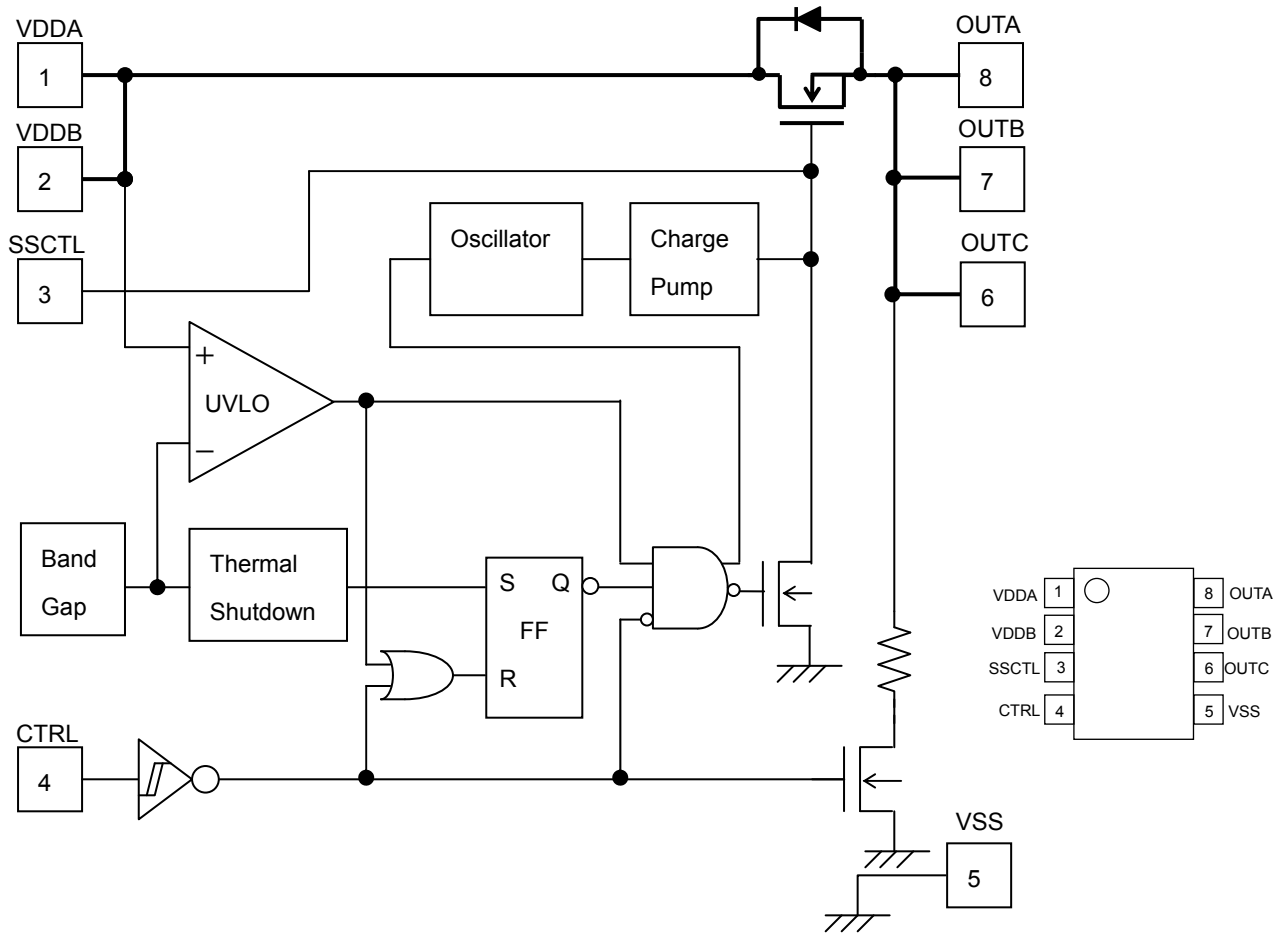 VDDA
1
VDDB
2
SSCTL
3
OUTA
8
OUTB
7
OUTC
6
Oscillator
Charge
Pump
+
UVLO
−
Band
Gap
Thermal
Shutdown
S Q
FF
R
CTRL
4
VSS
5
VDDA 1 8 OUTA
VDDB 2 7 OUTB
SSCTL 3 6 OUTC
CTRL 4 5 VSS